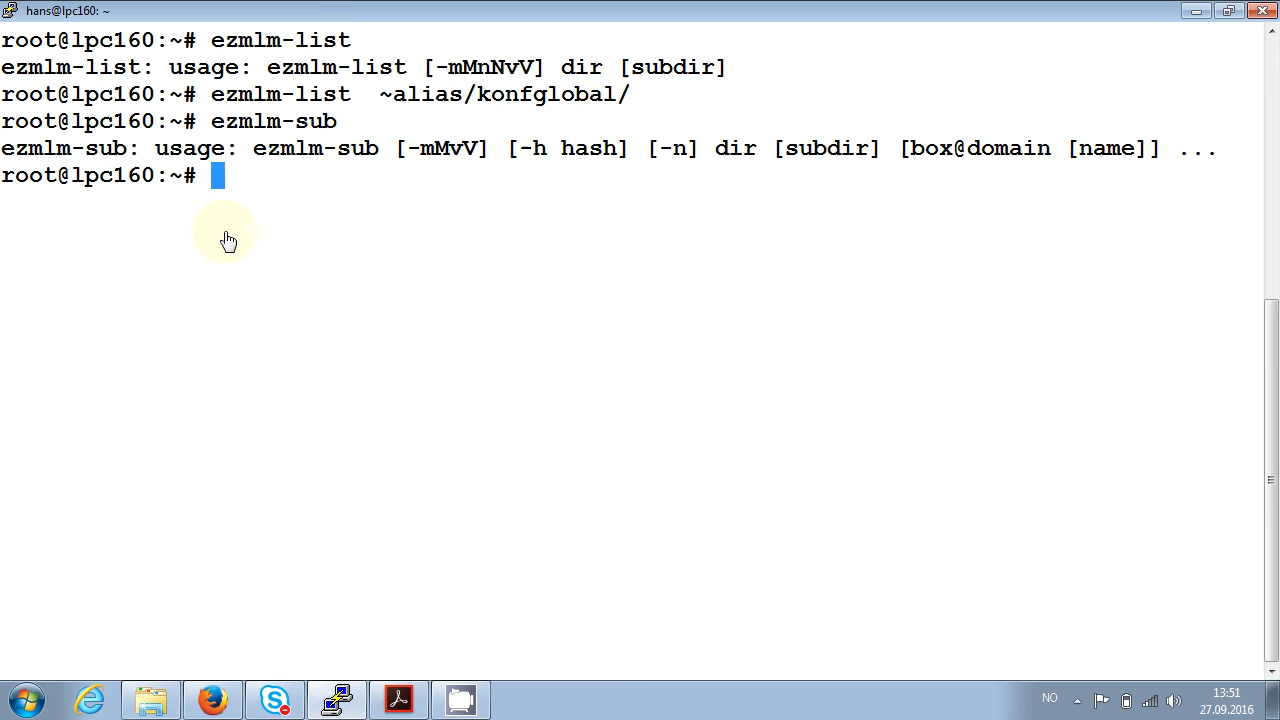 hans@lpc160: ~
root@lpc160:~# ezmlm-list
ezmlm-list: usage: ezmlm-list [-mMnNvV] dir [subdir]
root@lpc160:~# ezmlm-list  ~alias/konfglobal/
root@lpc160:~# ezmlm-sub
ezmlm-sub: usage: ezmlm-sub [-mMvV] [-h hash] [-n] dir [subdir] [box@domain [name]] ...
root@lpc160:~#
NO
13:51
27.09.2016